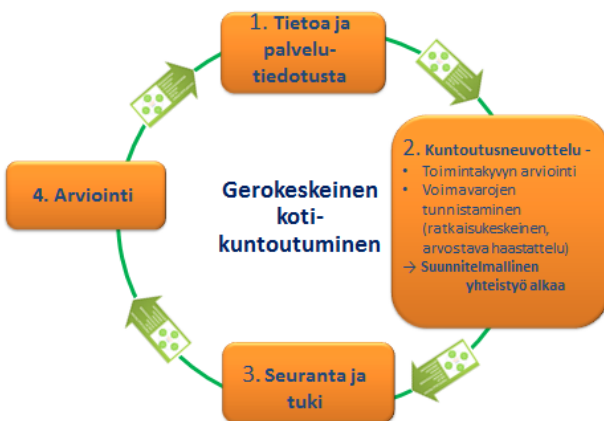 1. Tietoa ja
palvelu-
tiedotusta
2. Kuntoutusneuvottelu -
• Toimintakyvyn arviointi
• Voimavarojen
tunnistaminen
(ratkaisukeskeinen,
arvostava haastattelu)
→ Suunnitelmallinen
yhteistyö alkaa
3. Seuranta ja
tuki
4. Arviointi
Gerokeskeinen
koti-
kuntoutuminen